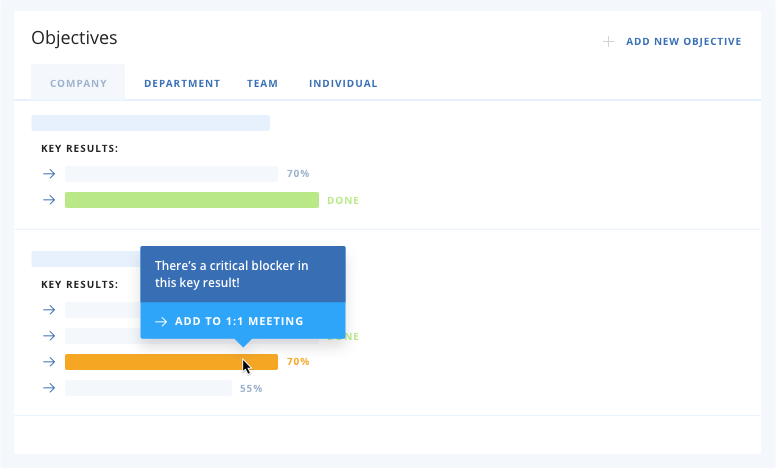 Objectives
ADD NEW OBJECTIVE
COMPANY DEPARTMENT TEAM INDIVIDUAL
KEY RESULTS:
70%
DONE
There's a critical blocker in
this key result!
KEY RESULTS:
ADD TO 1:1 MEETING
70%
55%